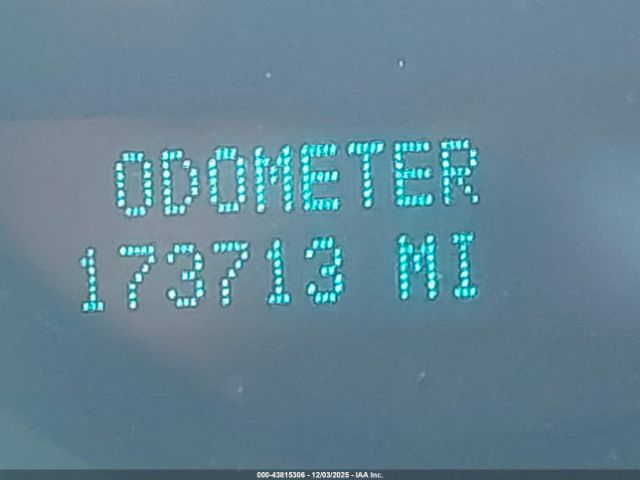 ODOMETER
173713 MI
000-43815306 - 12/03/2025 - IAA Inc.